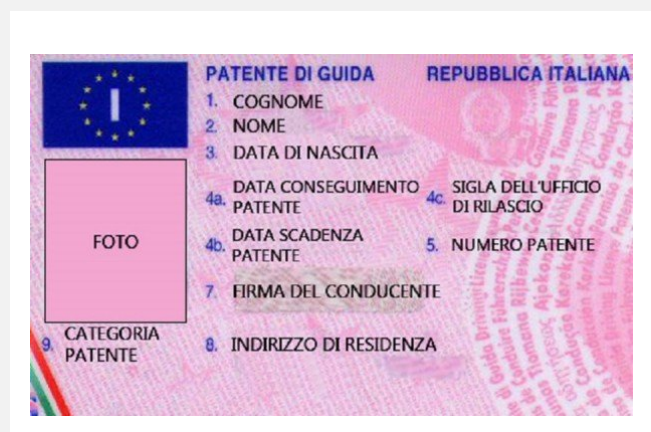 PATENTE DI GUIDA REPUBBLICA ITALIANA
I
1. COGNOME
2. NOME
3. DATA DI NASCITA
4a. DATA CONSEGUIMENTO PATENTE
4c. SIGLA DELL'UFFICIO DI RILASCIO
4b. DATA SCADENZA PATENTE
5. NUMERO PATENTE
FOTO
7. FIRMA DEL CONDUCENTE
9. CATEGORIA PATENTE
8. INDIRIZZO DI RESIDENZA